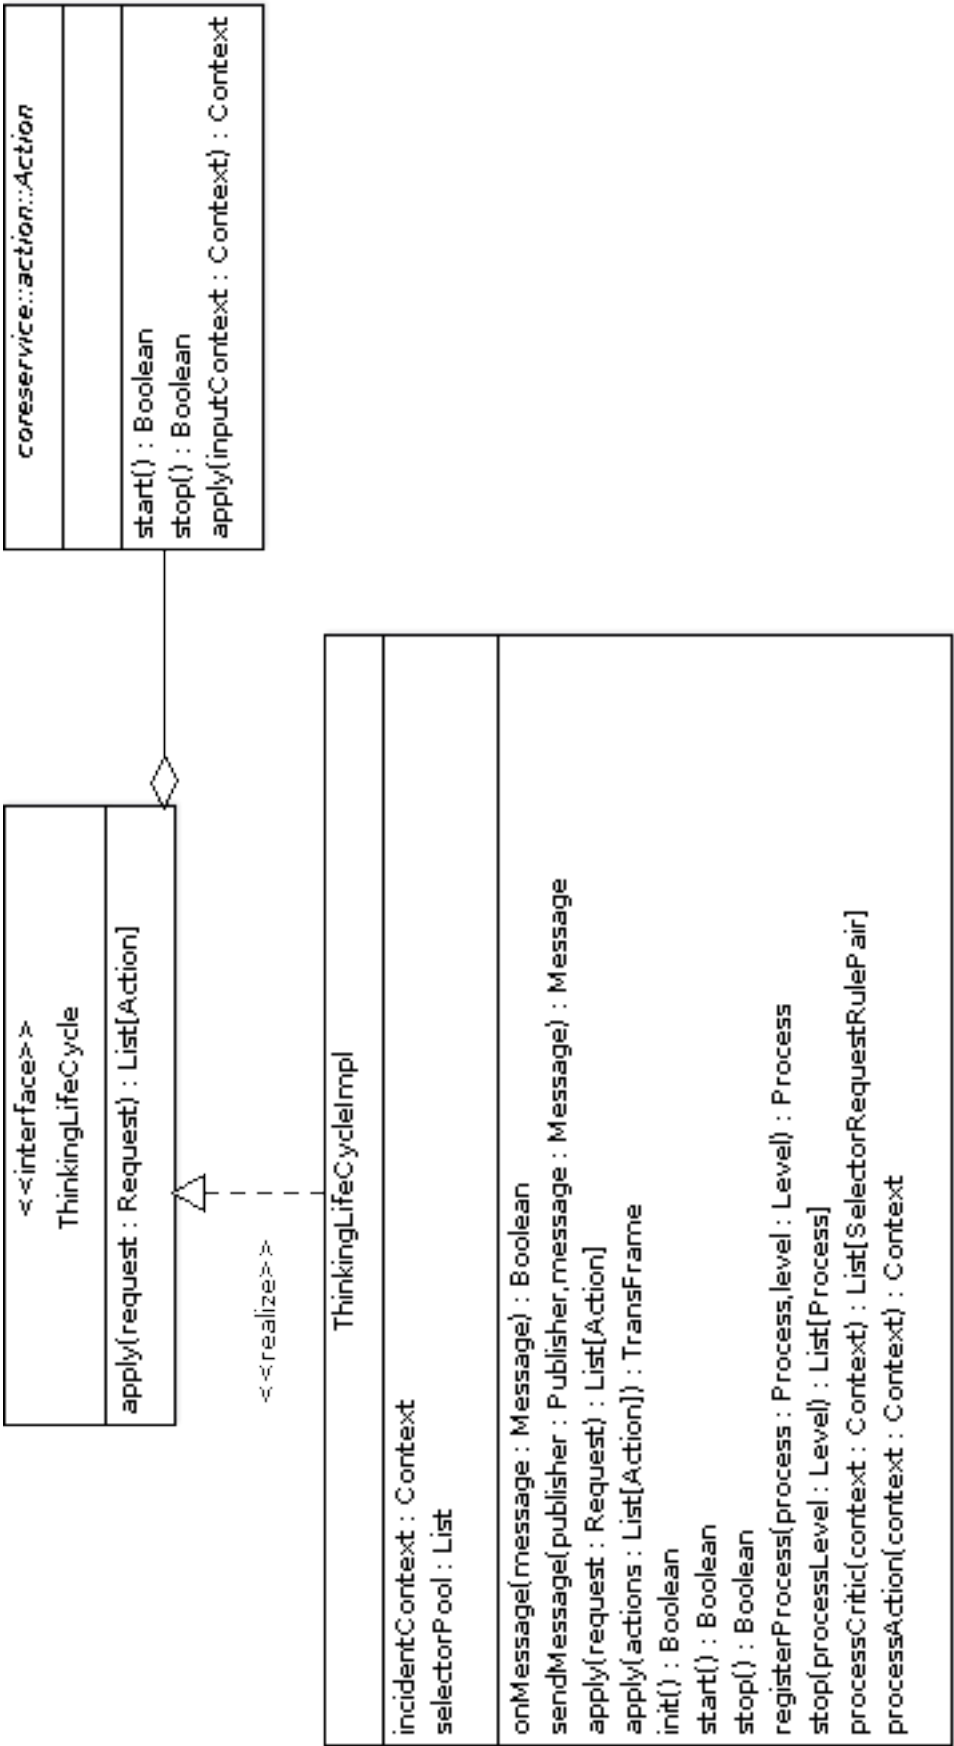 <<interface>>
ThinkingLifeCycle
apply(request : Request) : List[Action]
coreservice::action::Action
start() : Boolean
stop() : Boolean
apply(inputContext : Context) : Context
<<realize>>
ThinkingLifeCycleImpl
incidentContext : Context
selectorPool : List
onMessage(message : Message) : Boolean
sendMessage(publisher : Publisher,message : Message) : Message
apply(request : Request) : List[Action]
apply(actions : List[Action]) : TransFrame
init() : Boolean
start() : Boolean
stop() : Boolean
registerProcess(process : Process,level : Level) : Process
stop(processLevel : Level) : List[Process]
processCritic(context : Context) : List[SelectorRequestRulePair]
processAction(context : Context) : Context